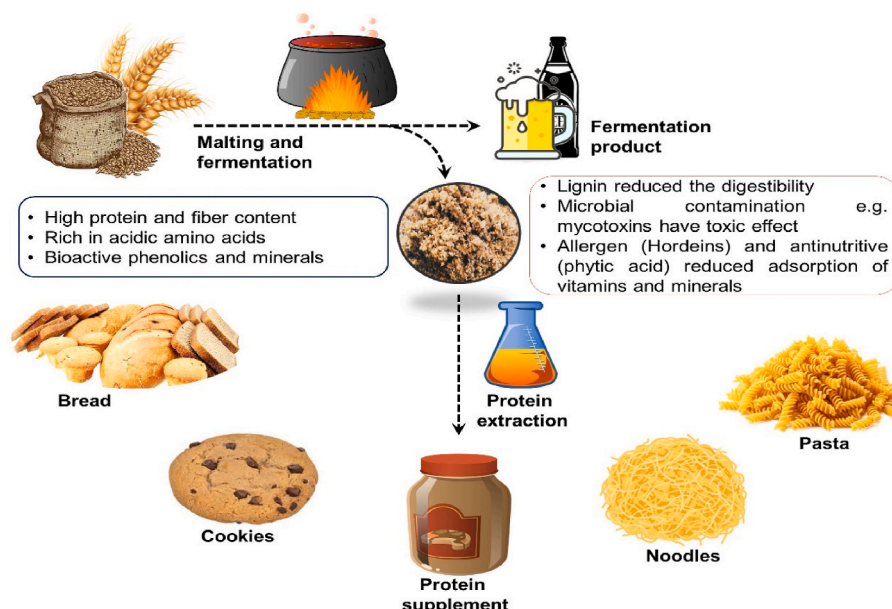 Malting and
fermentation
Fermentation
product
• High protein and fiber content
• Rich in acidic amino acids
• Bioactive phenolics and minerals
• Lignin reduced the digestibility
• Microbial contamination e.g.
mycotoxins have toxic effect
• Allergen (Hordeins) and antinutritive
(phytic acid) reduced adsorption of
vitamins and minerals
Bread
Protein
extraction
Pasta
Cookies
Noodles
Protein
supplement